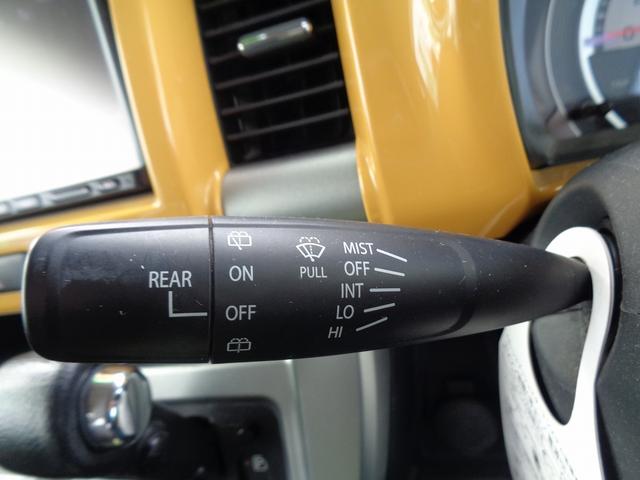 REAR
ON
OFF
PULL
MIST
OFF
INT
LO
HI